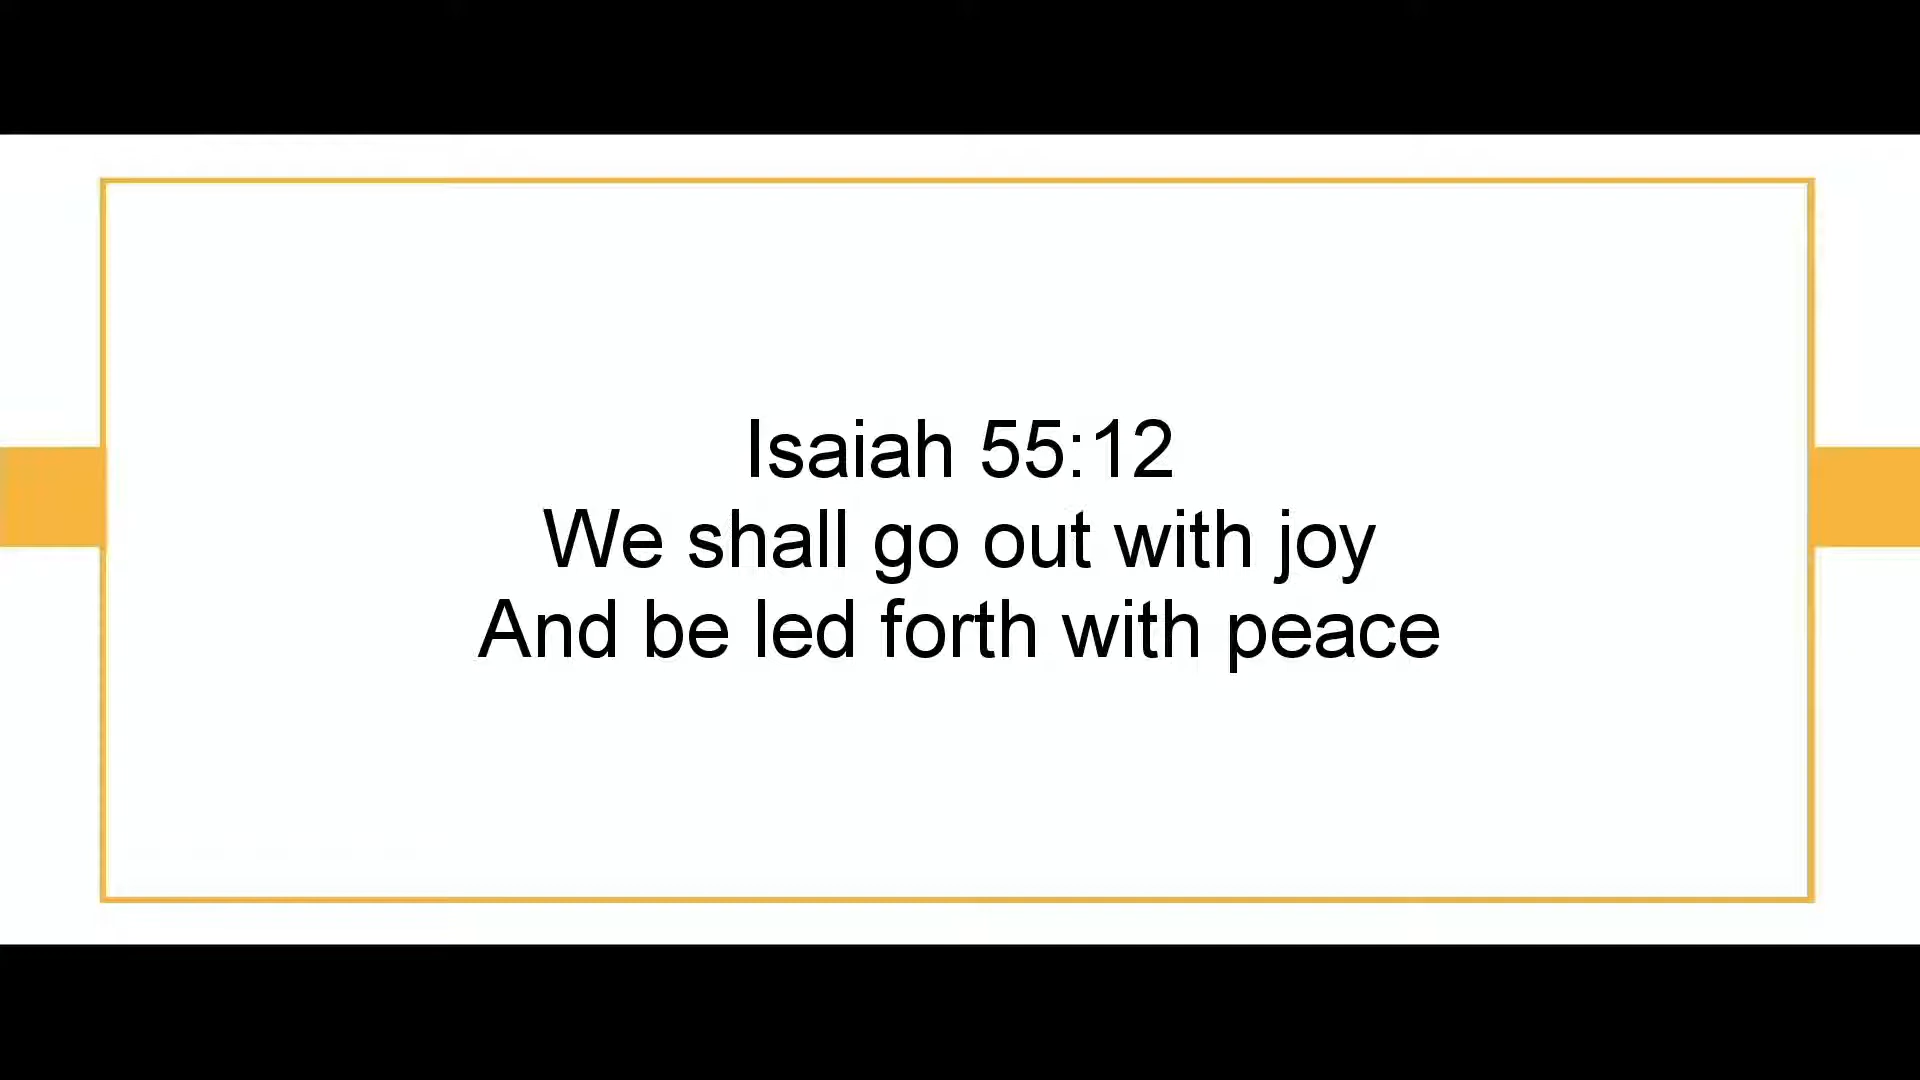 Isaiah 55:12
We shall go out with joy
And be led forth with peace